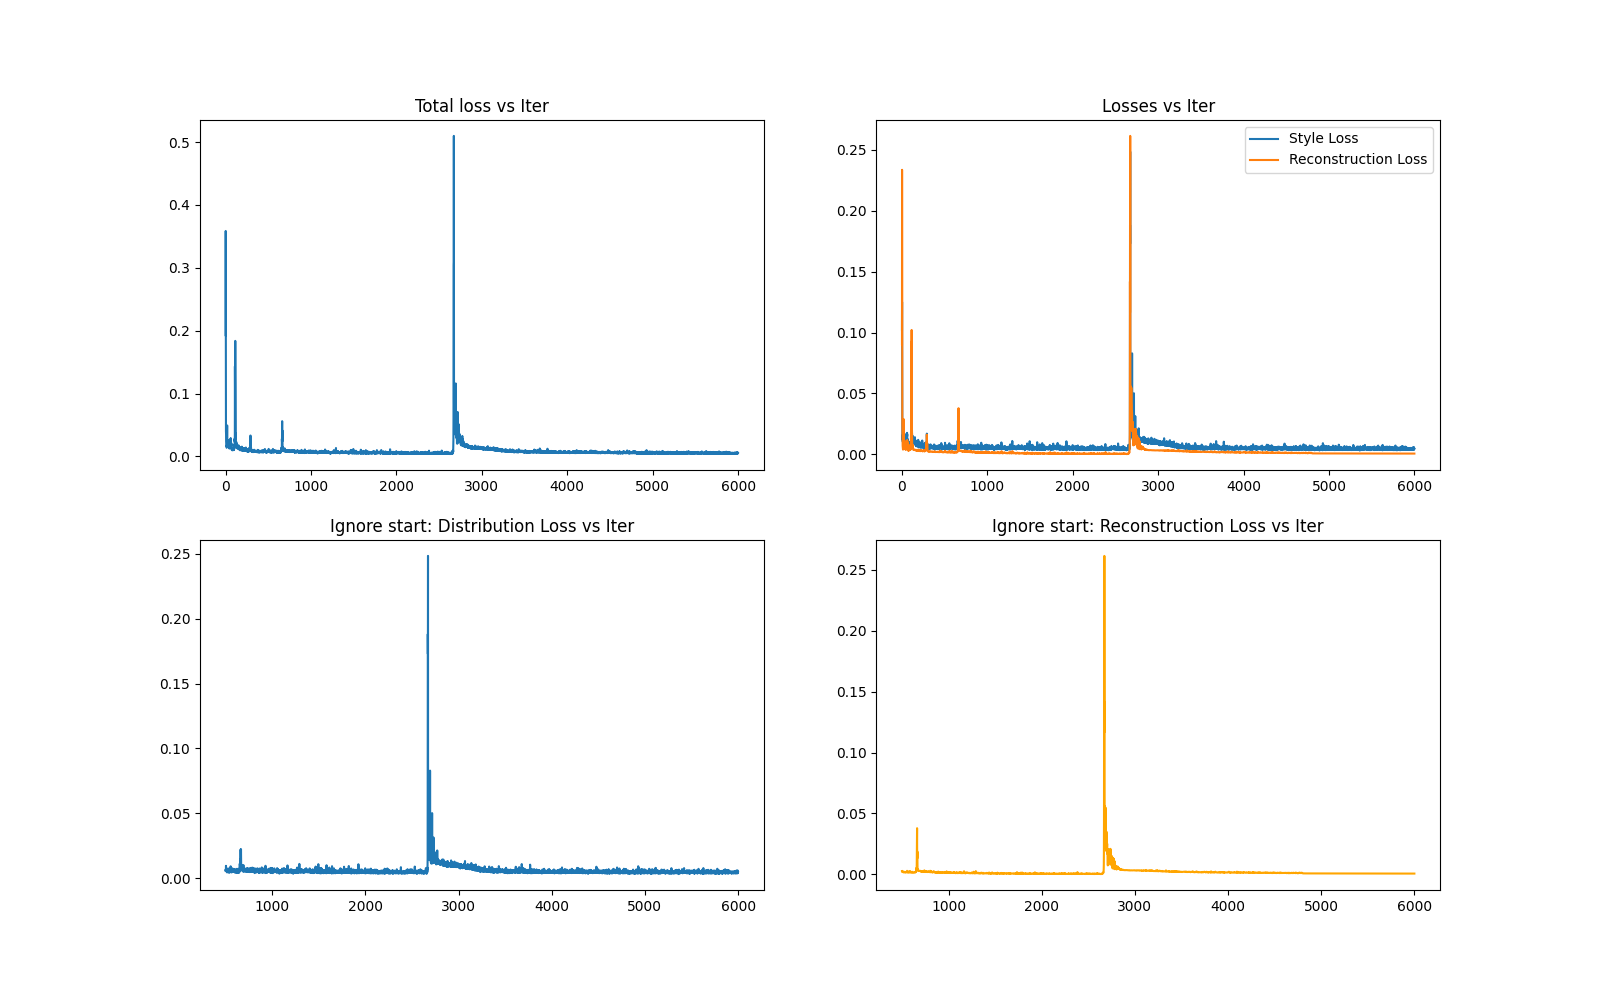 Total loss vs Iter
0.5
0.4
0.3
0.2
0.1
0.0
0 1000 2000 3000 4000 5000 6000
Losses vs Iter
Style Loss
Reconstruction Loss
0.25
0.20
0.15
0.10
0.05
0.00
0 1000 2000 3000 4000 5000 6000
Ignore start: Distribution Loss vs Iter
0.25
0.20
0.15
0.10
0.05
0.00
1000 2000 3000 4000 5000 6000
Ignore start: Reconstruction Loss vs Iter
0.25
0.20
0.15
0.10
0.05
0.00
1000 2000 3000 4000 5000 6000